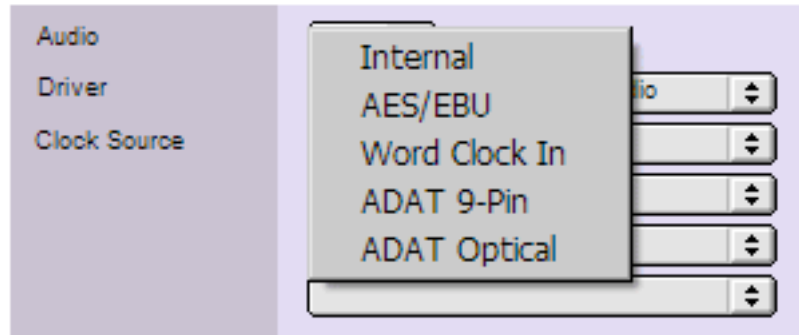 Audio
Driver
Clock Source
Internal
AES/EBU
Word Clock In
ADAT 9-Pin
ADAT Optical